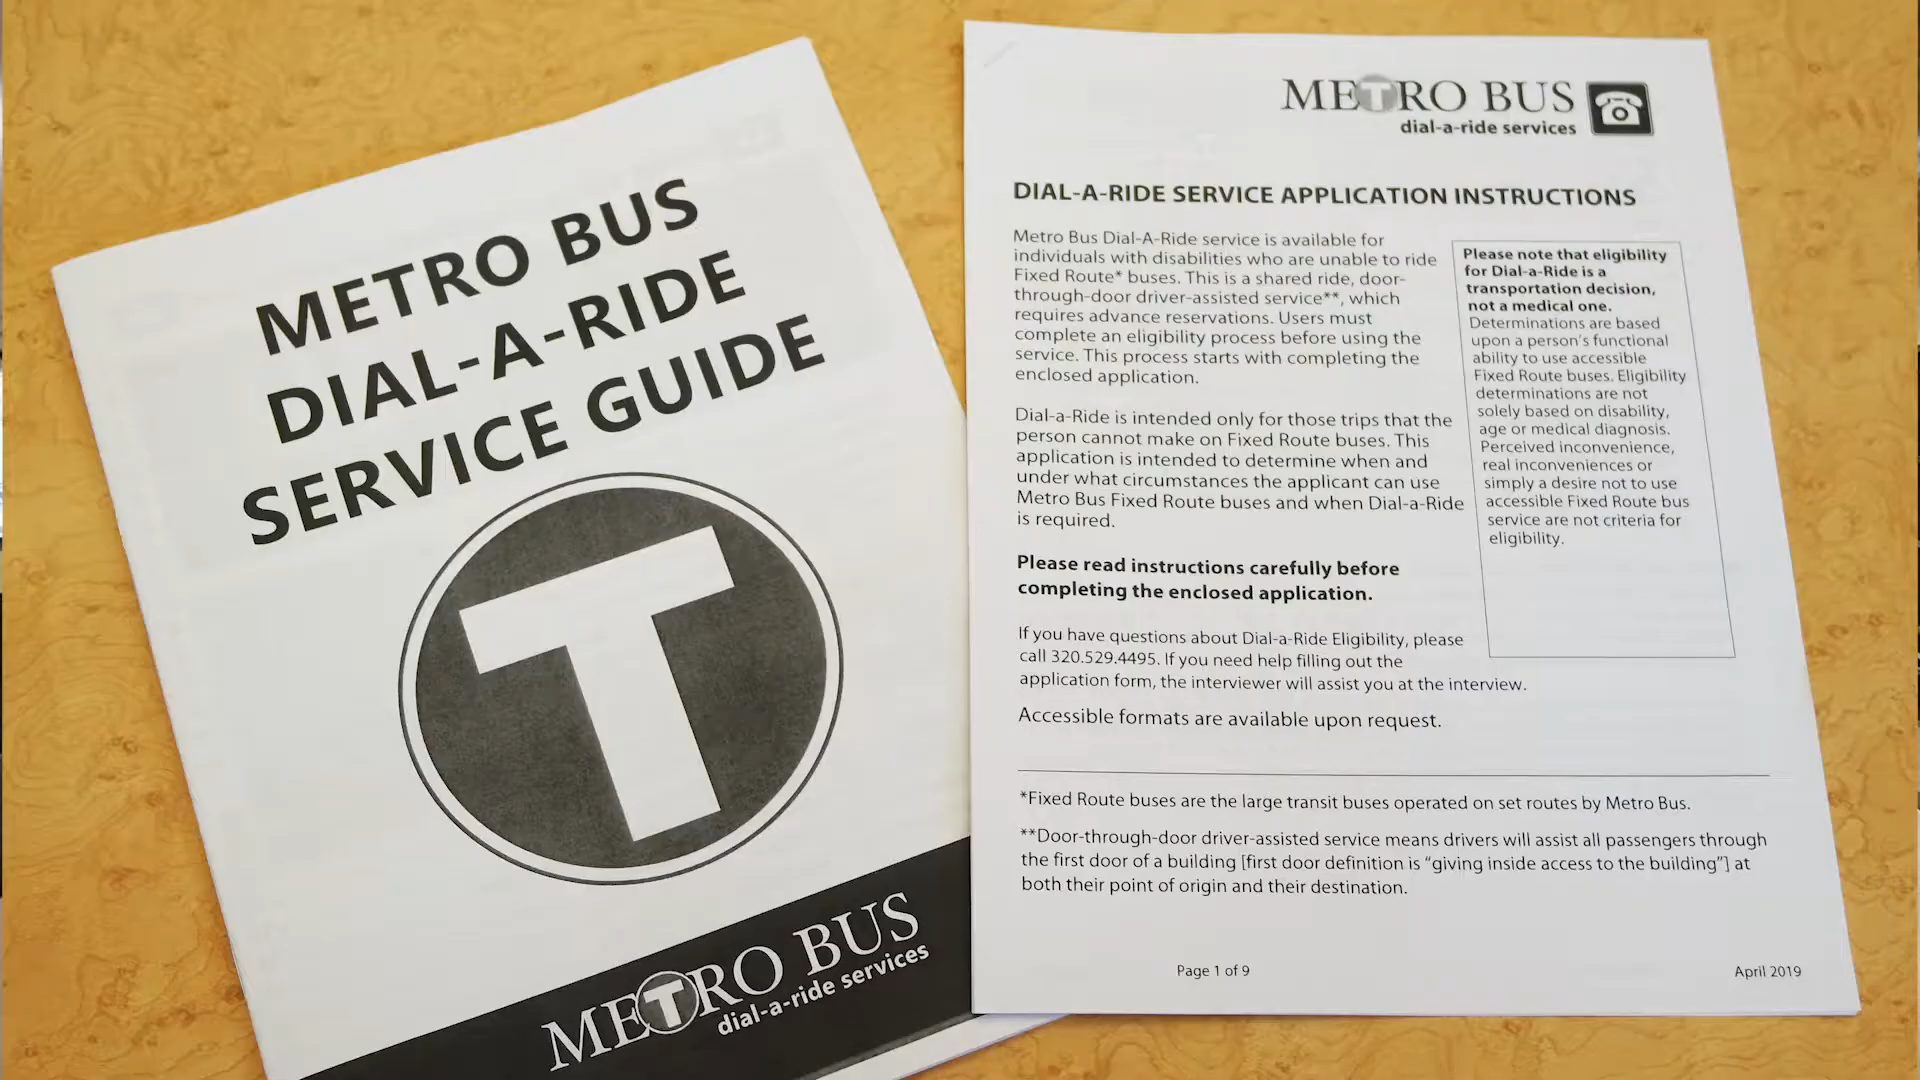 METRO BUS
DIAL-A-RIDE
SERVICE GUIDE
T
METRO BUS
dial-a-ride services
METRO BUS
dial-a-ride services
DIAL-A-RIDE SERVICE APPLICATION INSTRUCTIONS
Metro Bus Dial-A-Ride service is available for
individuals with disabilities who are unable to ride
Fixed Route* buses. This is a shared ride, door-
through-door driver-assisted service**, which
requires advance reservations. Users must
complete an eligibility process before using the
service. This process starts with completing the
enclosed application.
Dial-a-Ride is intended only for those trips that the
person cannot make on Fixed Route buses. This
application is intended to determine when and
under what circumstances the applicant can use
Metro Bus Fixed Route buses and when Dial-a-Ride
is required.
Please read instructions carefully before
completing the enclosed application.
If you have questions about Dial-a-Ride Eligibility, please
call 320.529.4495. If you need help filling out the
application form, the interviewer will assist you at the interview.
Accessible formats are available upon request.
Please note that eligibility
for Dial-a-Ride is a
transportation decision,
not a medical one.
Determinations are based
upon a person's functional
ability to use accessible
Fixed Route buses. Eligibility
determinations are not
solely based on disability,
age or medical diagnosis.
Perceived inconvenience,
real inconveniences or
simply a desire not to use
accessible Fixed Route bus
service are not criteria for
eligibility.
*Fixed Route buses are the large transit buses operated on set routes by Metro Bus.
**Door-through-door driver-assisted service means drivers will assist all passengers through
the first door of a building [first door definition is “giving inside access to the building”] at
both their point of origin and their destination.
Page 1 of 9
April 2019